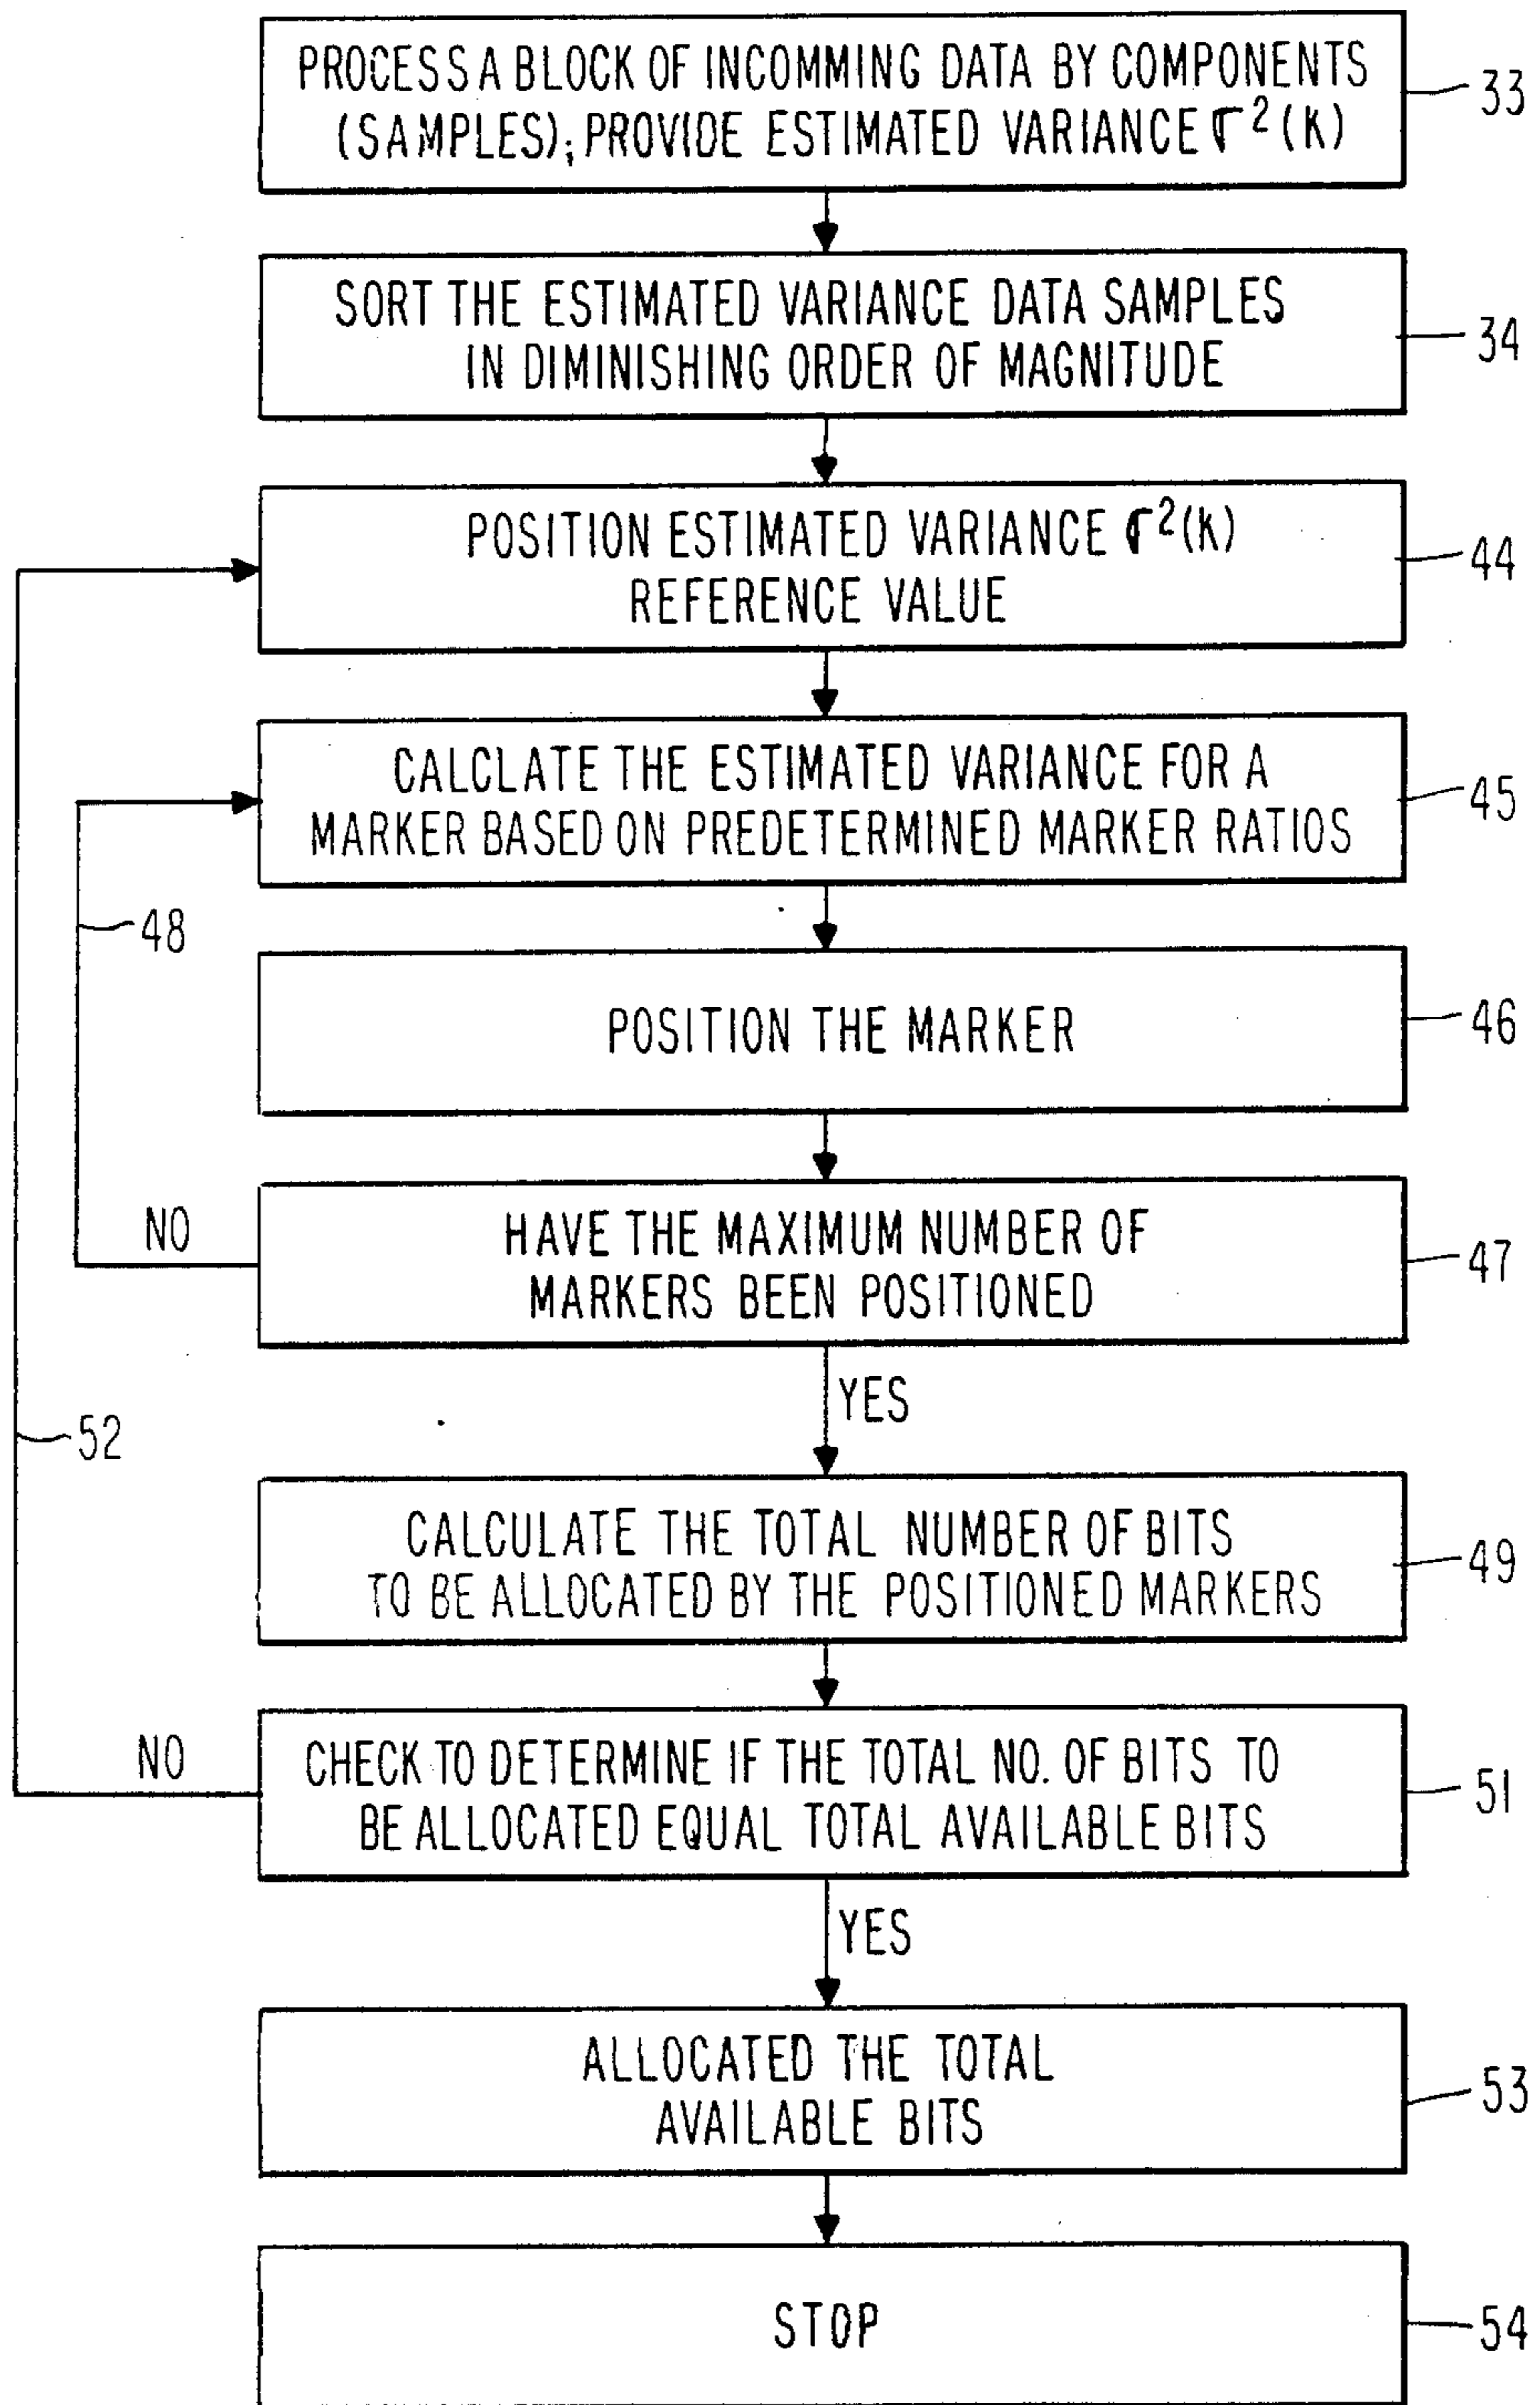 PROCESS A BLOCK OF INCOMMING DATA BY COMPONENTS
(SAMPLES); PROVIDE ESTIMATED VARIANCE σ²(K)
33
SORT THE ESTIMATED VARIANCE DATA SAMPLES
IN DIMINISHING ORDER OF MAGNITUDE
34
POSITION ESTIMATED VARIANCE σ²(K)
REFERENCE VALUE
44
CALCLATE THE ESTIMATED VARIANCE FOR A
MARKER BASED ON PREDETERMINED MARKER RATIOS
45
48
POSITION THE MARKER
46
NO
HAVE THE MAXIMUM NUMBER OF
MARKERS BEEN POSITIONED
47
YES
52
CALCULATE THE TOTAL NUMBER OF BITS
TO BE ALLOCATED BY THE POSITIONED MARKERS
49
NO
CHECK TO DETERMINE IF THE TOTAL NO. OF BITS TO
BE ALLOCATED EQUAL TOTAL AVAILABLE BITS
51
YES
ALLOCATED THE TOTAL
AVAILABLE BITS
53
STOP
54